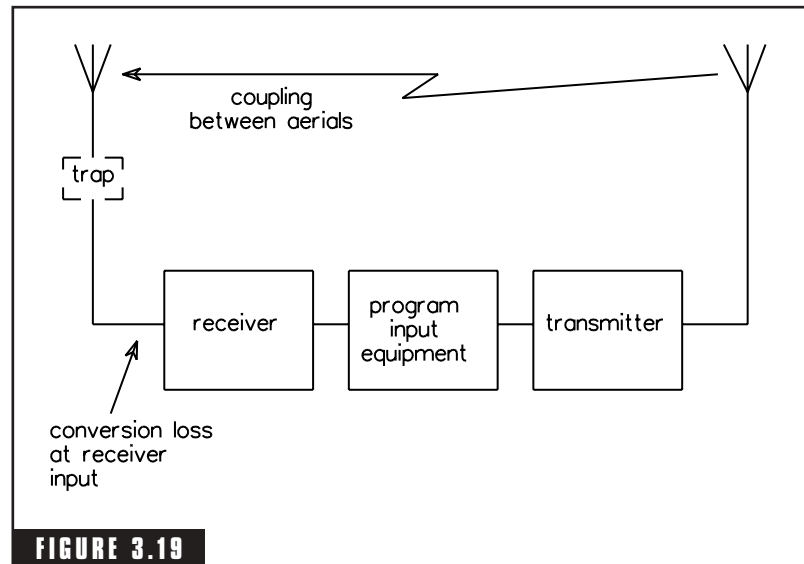 coupling
between aerials
trap
receiver
program
input
equipment
transmitter
conversion loss
at receiver
input
FIGURE 3.19